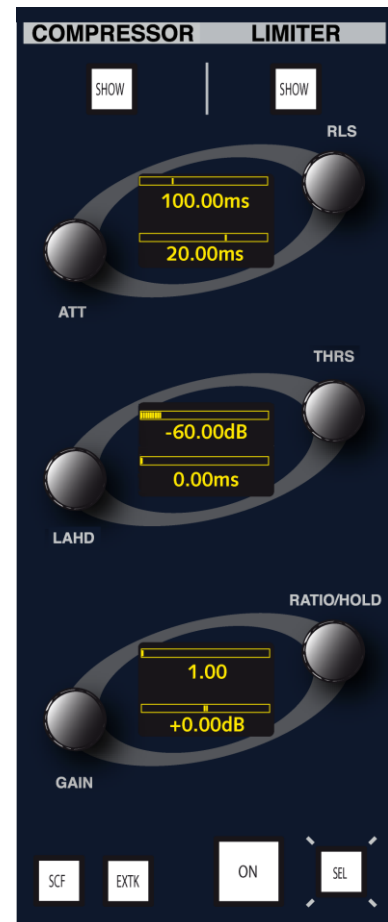 COMPRESSOR LIMITER
SHOW SHOW
RLS
100.00ms
20.00ms
ATT
THRS
-60.00dB
0.00ms
LAHD
RATIO/HOLD
1.00
+0.00dB
GAIN
SCF EXTK ON SEL